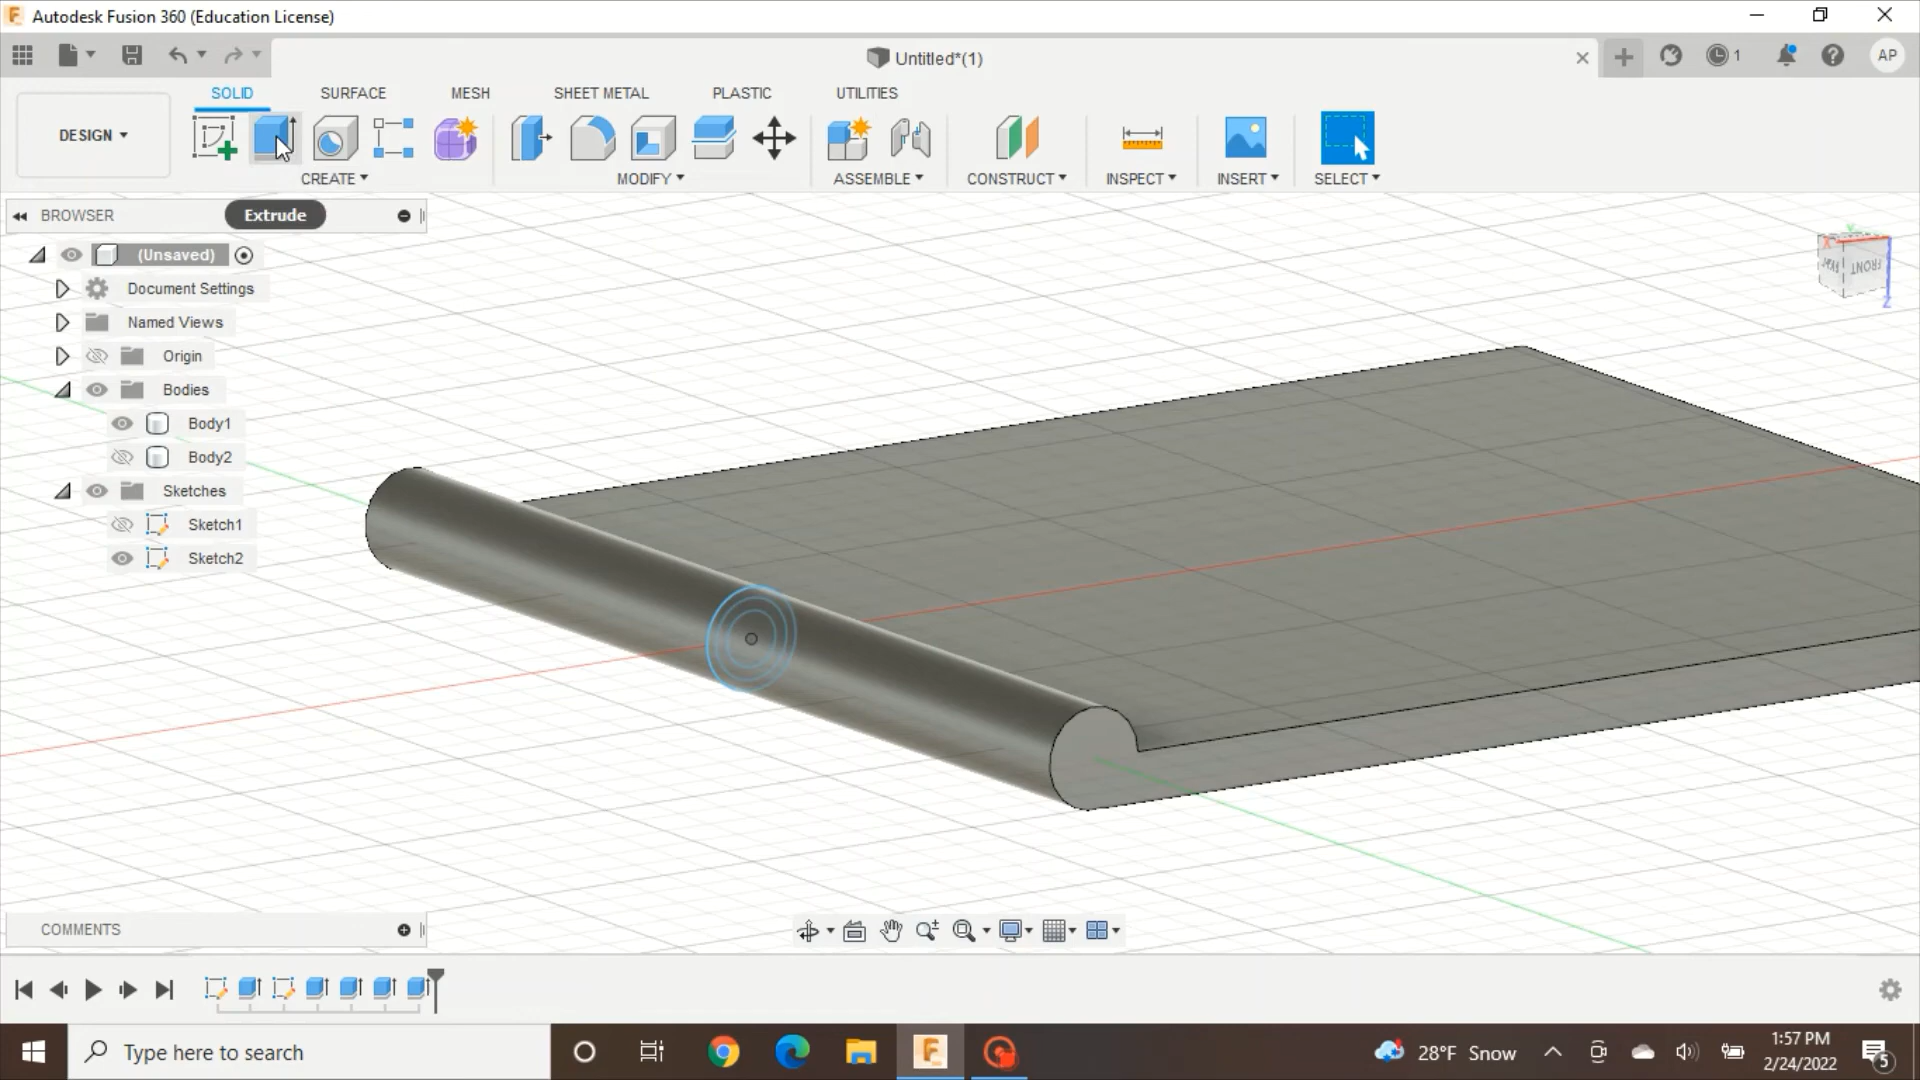 Autodesk Fusion 360 (Education License)
Untitled*(1)
1
AP
SOLID
SURFACE
MESH
SHEET METAL
PLASTIC
UTILITIES
DESIGN
CREATE
MODIFY
ASSEMBLE
CONSTRUCT
INSPECT
INSERT
SELECT
BROWSER
Extrude
(Unsaved)
Document Settings
Named Views
Origin
Bodies
Body1
Body2
Sketches
Sketch1
Sketch2
Y
X
FRONT
Z
COMMENTS
Type here to search
28°F Snow
1:57 PM
2/24/2022
5